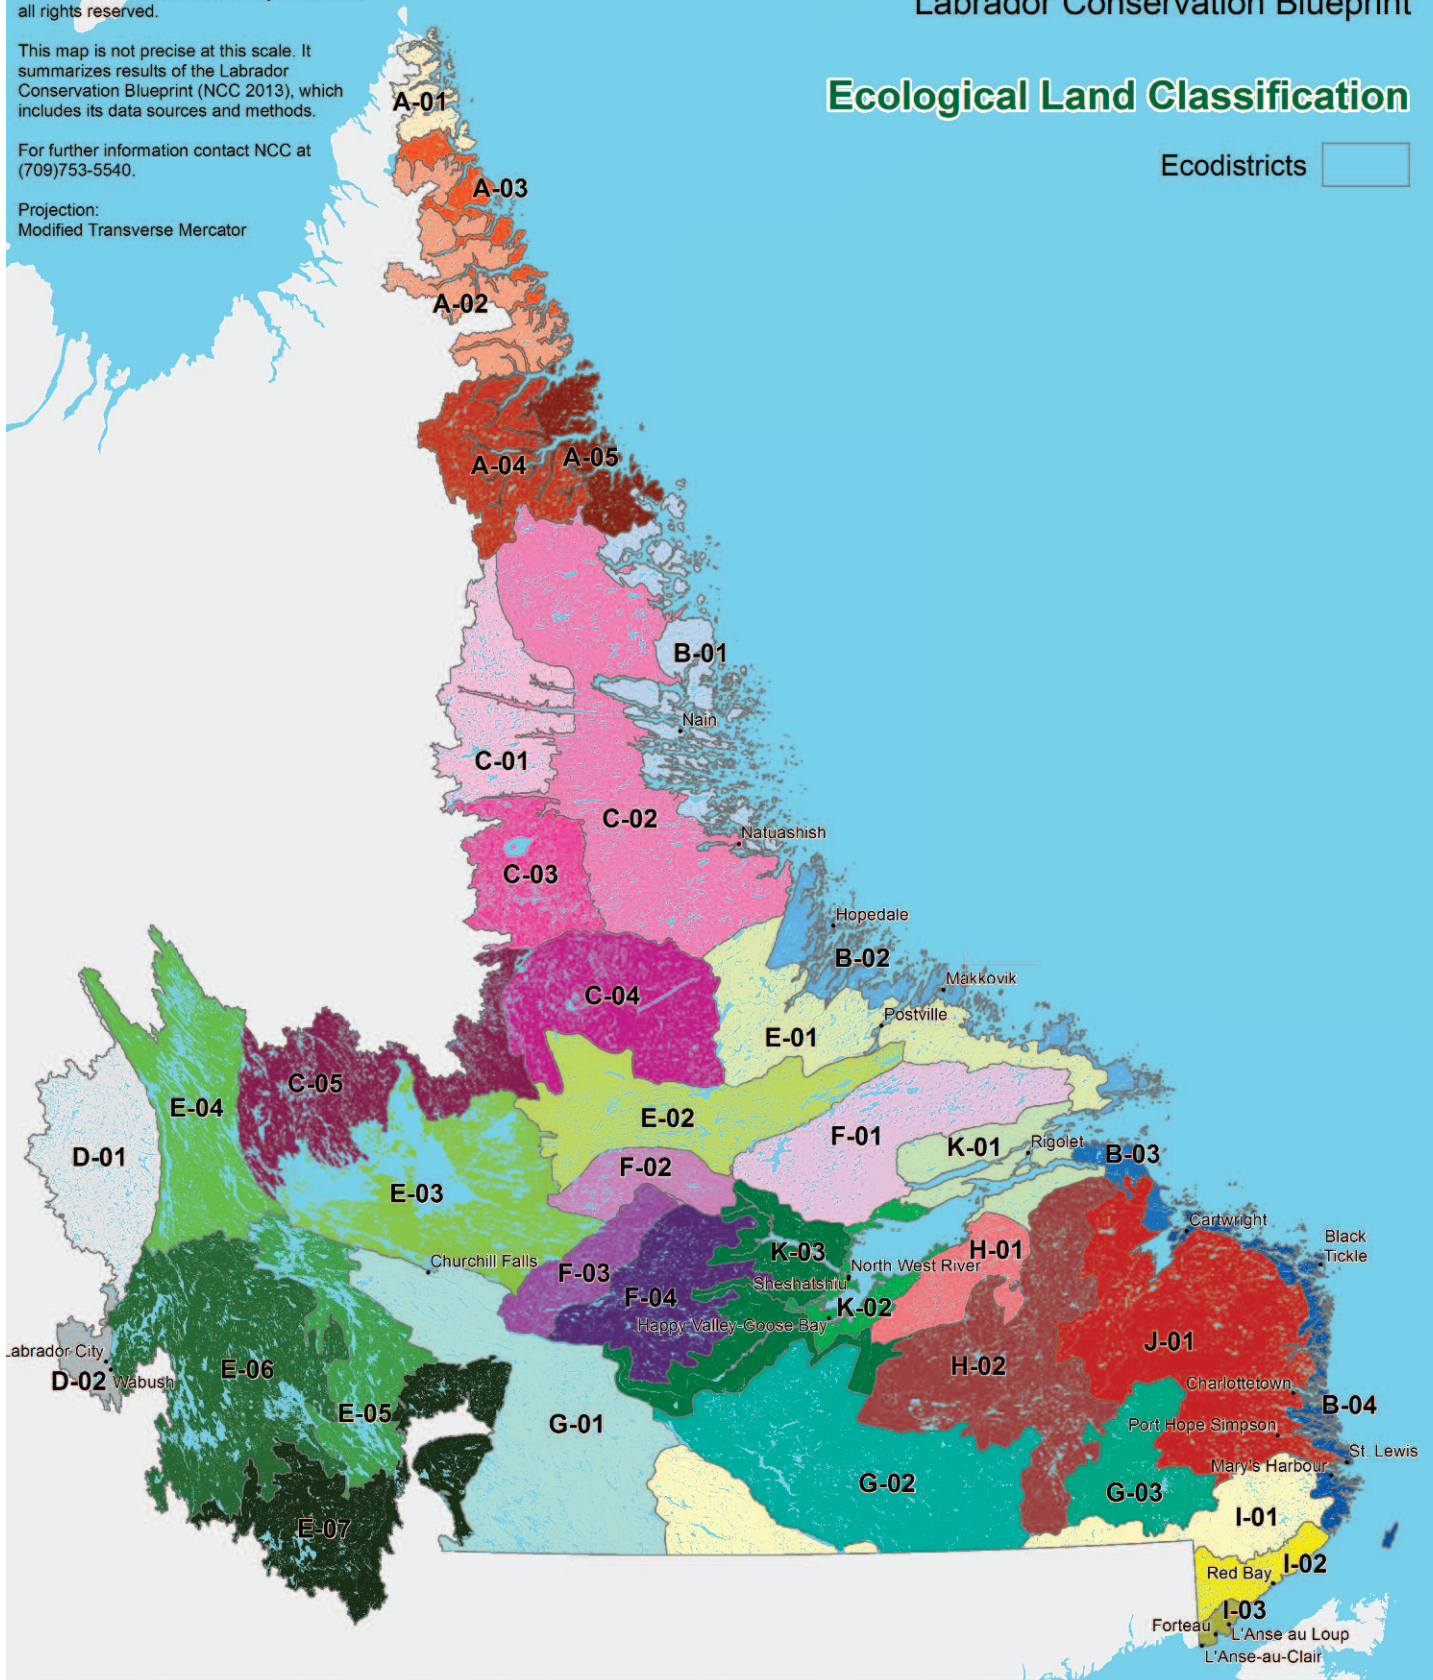 all rights reserved.
This map is not precise at this scale. It
summarizes results of the Labrador
Conservation Blueprint (NCC 2013), which
includes its data sources and methods.
For further information contact NCC at
(709)753-5540.
Projection:
Modified Transverse Mercator
Labrador Conservation Blueprint
Ecological Land Classification
Ecodistricts
A-01
A-03
A-02
A-04
A-05
B-01
Nain
C-01
C-02
Natuashish
C-03
Hopedale
B-02
Makkovik
C-04
Postville
E-01
C-05
E-04
E-02
F-01
K-01
Rigolet
B-03
D-01
F-02
E-03
Cartwright
Black
Tickle
H-01
K-03
North West River
Churchill Falls
F-03
Sheshatshiu
F-04
K-02
Happy Valley-Goose Bay
J-01
Labrador City
D-02
Wabush
E-06
H-02
Charlottetown
B-04
E-05
G-01
Port Hope Simpson
St. Lewis
Mary's Harbour
G-02
G-03
I-01
E-07
I-02
Red Bay
I-03
Forteau
L'Anse au Loup
L'Anse-au-Clair